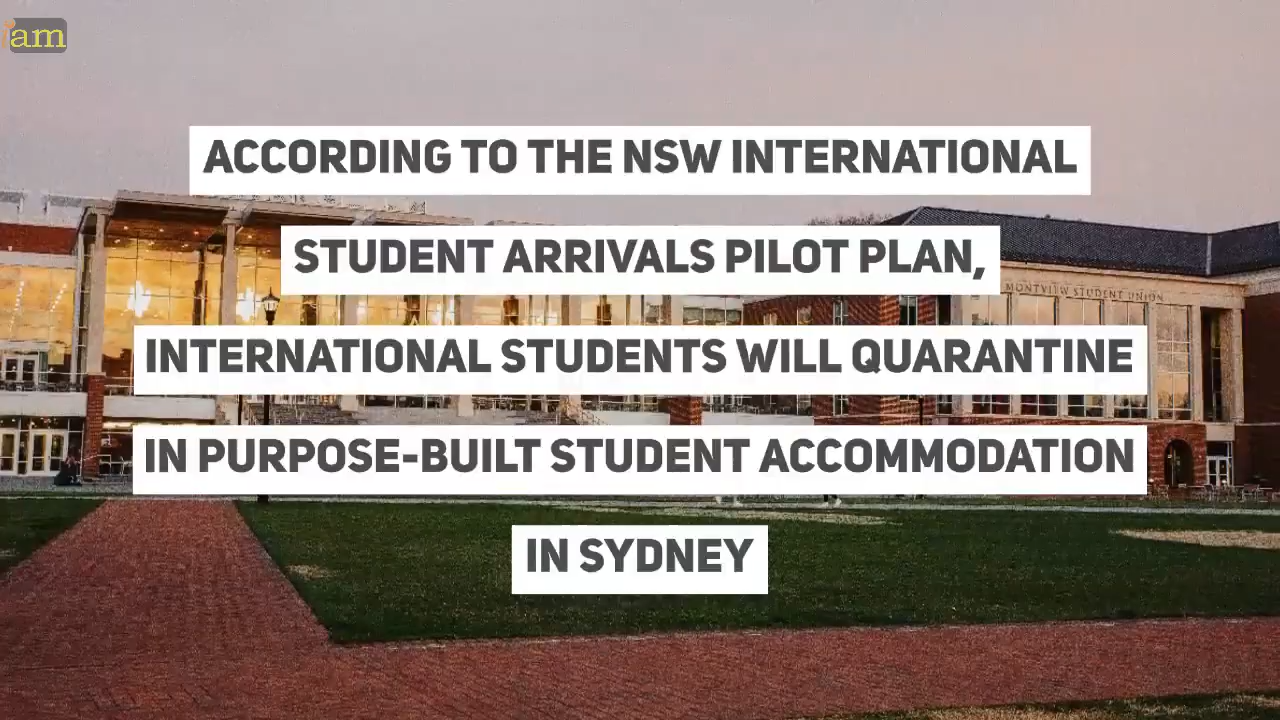 iam
ACCORDING TO THE NSW INTERNATIONAL
STUDENT ARRIVALS PILOT PLAN,
MONTVIEW STUDENT UNION
INTERNATIONAL STUDENTS WILL QUARANTINE
IN PURPOSE-BUILT STUDENT ACCOMMODATION
IN SYDNEY